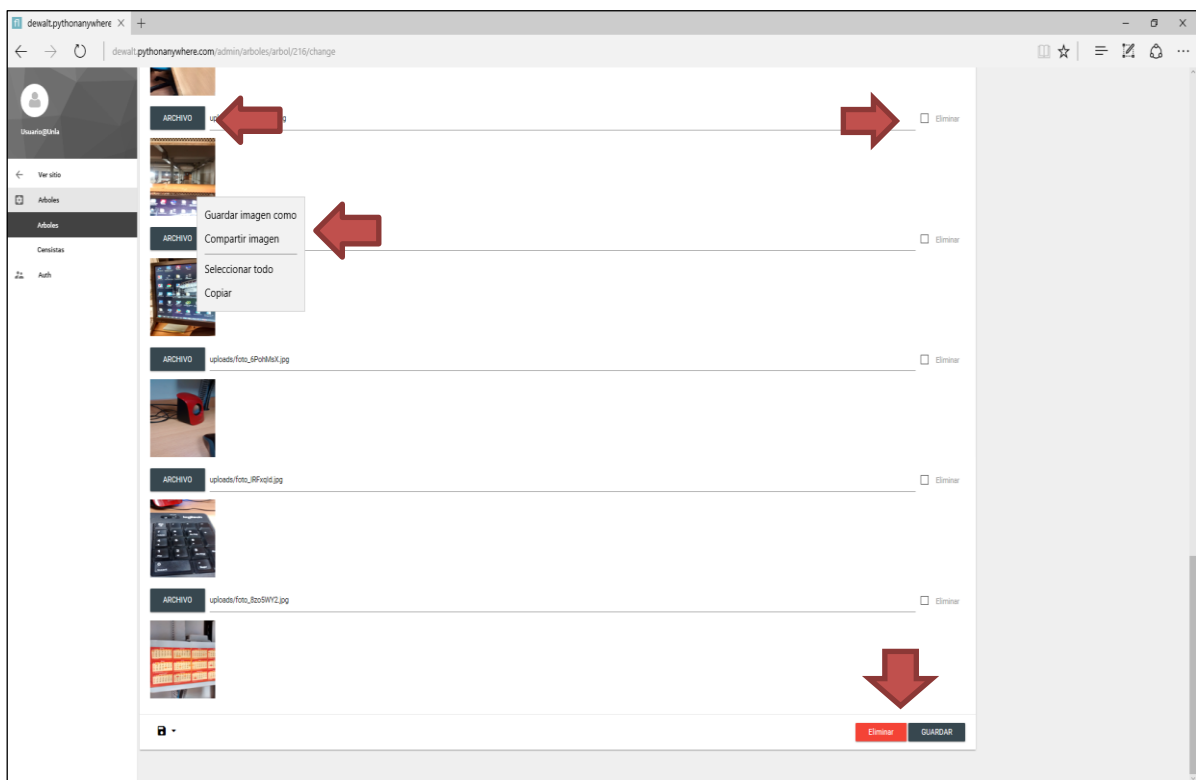 dewalt.pythonanywhere
dewalt.pythonanywhere.com/admin/arboles/arbol/216/change
Usuario@Unla
Ver sitio
Arboles
Arboles
Censistas
Auth
ARCHIVO
Eliminar
Guardar imagen como
ARCHIVO
Compartir imagen
Eliminar
Seleccionar todo
Copiar
ARCHIVO uploads/foto_6PohMsX.jpg
Eliminar
ARCHIVO uploads/foto_lRFxqId.jpg
Eliminar
ARCHIVO uploads/foto_8zo5WY2.jpg
Eliminar
Eliminar GUARDAR